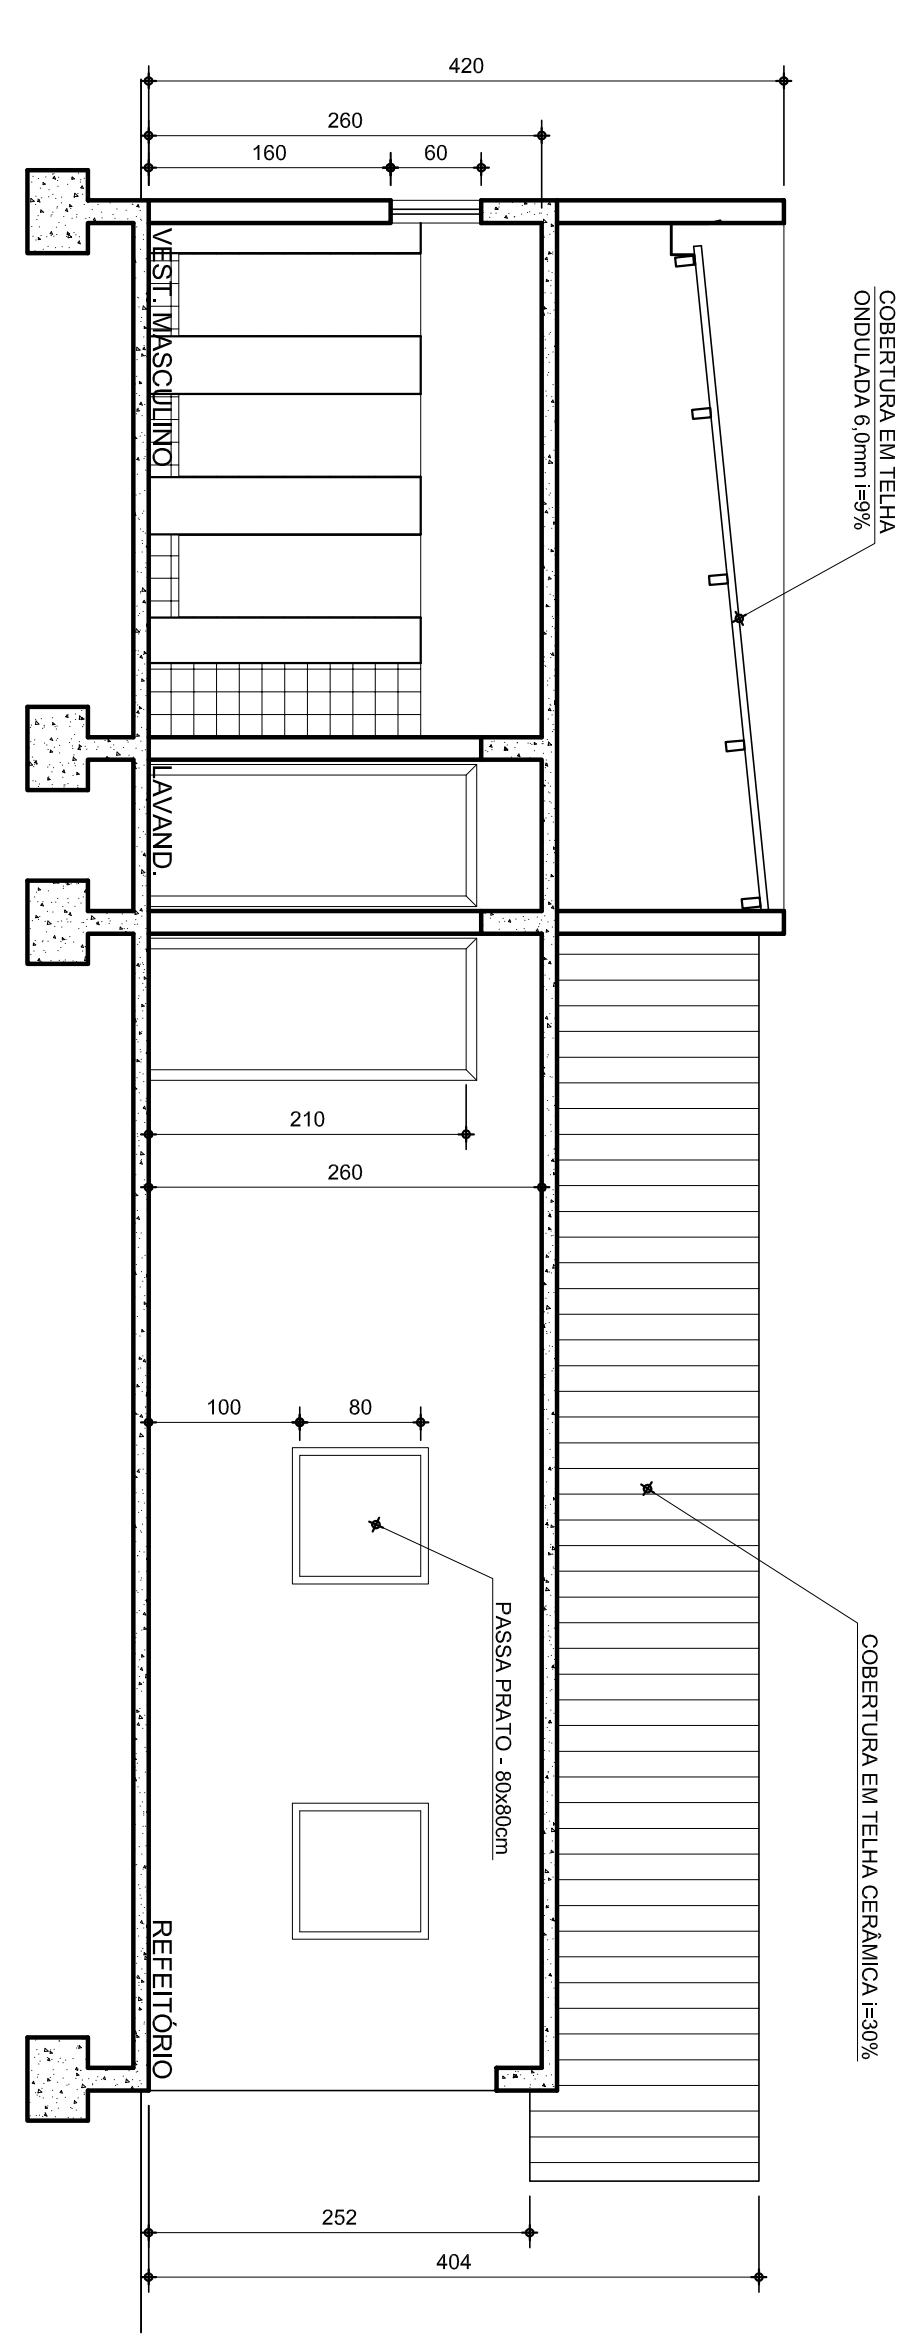 420
260
160
60
COBERTURA EM TELHA
ONDULADA 6,0mm i=9%
VEST. MASCULINO
LAVAND.
210
260
100
80
PASSA PRATO - 80x80cm
COBERTURA EM TELHA CERÂMICA i=30%
REFEITÓRIO
252
404